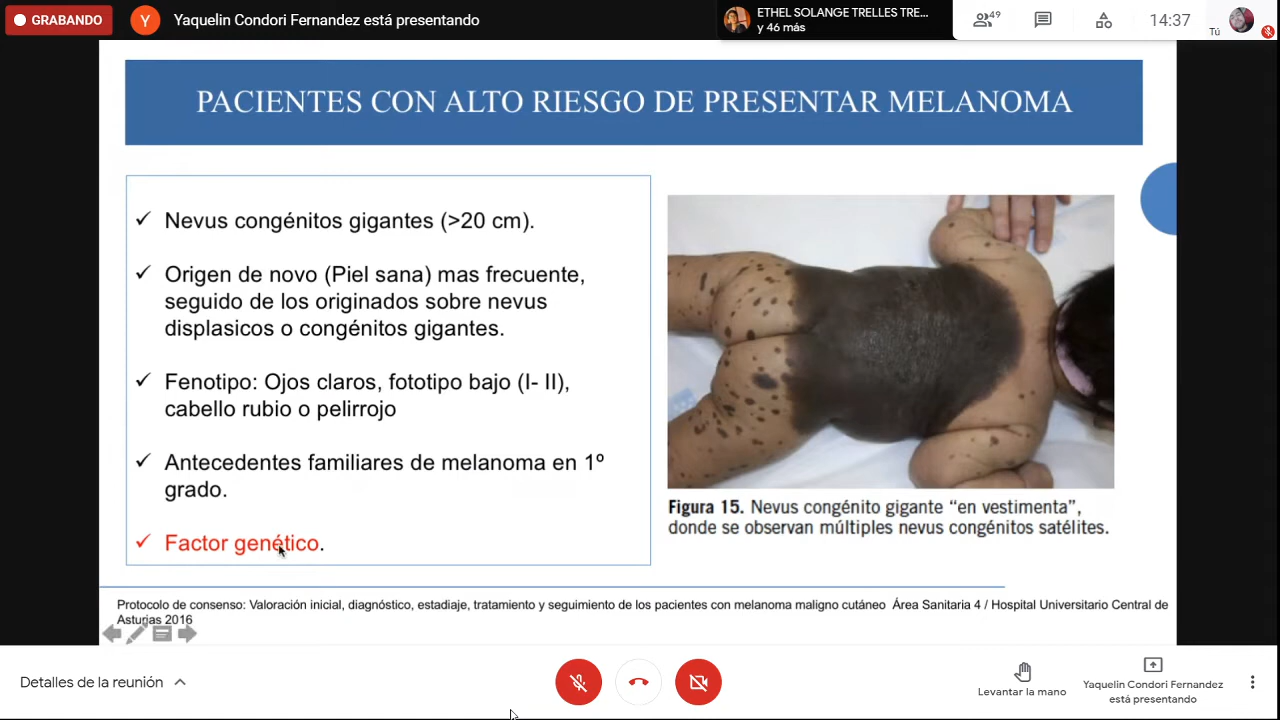 GRABANDO
Y
Yaquelin Condori Fernandez está presentando
ETHEL SOLANGE TRELLES TRE...
y 46 más
49
14:37
Tú
PACIENTES CON ALTO RIESGO DE PRESENTAR MELANOMA
✓ Nevus congénitos gigantes (>20 cm).
✓ Origen de novo (Piel sana) mas frecuente,
seguido de los originados sobre nevus
displasicos o congénitos gigantes.
✓ Fenotipo: Ojos claros, fototipo bajo (I- II),
cabello rubio o pelirrojo
✓ Antecedentes familiares de melanoma en 1º
grado.
✓ Factor genético.
Figura 15. Nevus congénito gigante “en vestimenta”,
donde se observan múltiples nevus congénitos satélites.
Protocolo de consenso: Valoración inicial, diagnóstico, estadiaje, tratamiento y seguimiento de los pacientes con melanoma maligno cutáneo Área Sanitaria 4 / Hospital Universitario Central de
Asturias 2016
Detalles de la reunión
Levantar la mano
Yaquelin Condori Fernandez
está presentando